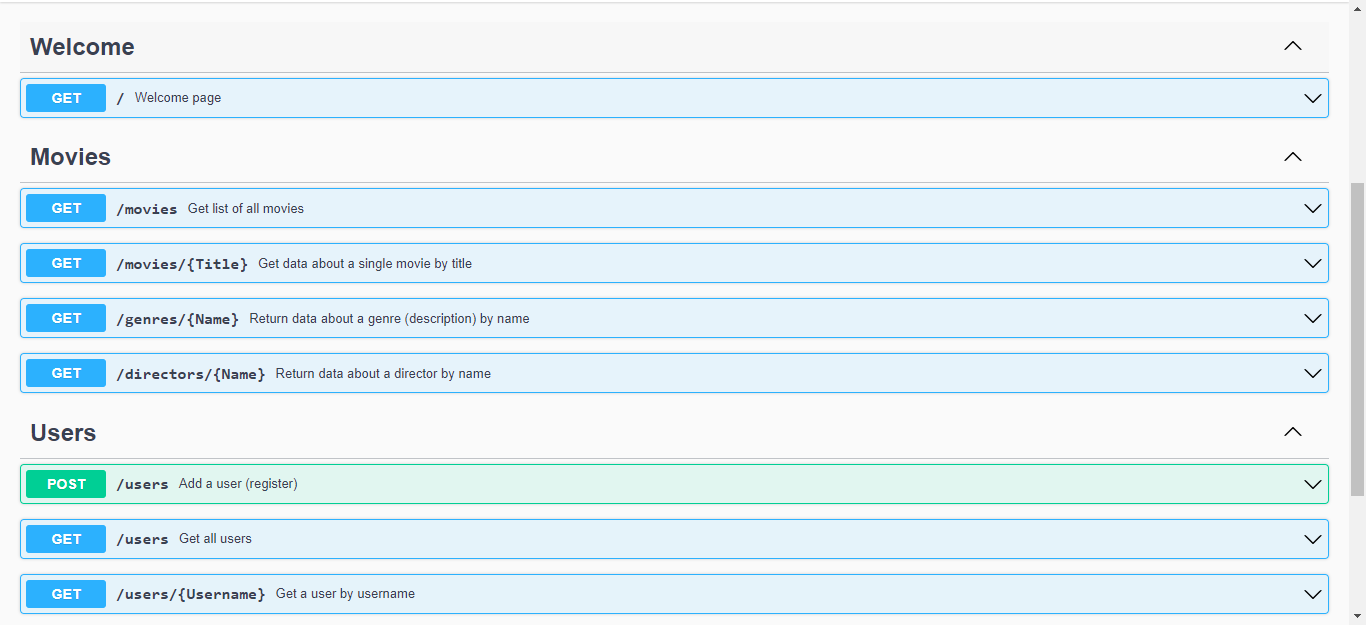 Welcome
GET / Welcome page
Movies
GET /movies Get list of all movies
GET /movies/{Title} Get data about a single movie by title
GET /genres/{Name} Return data about a genre (description) by name
GET /directors/{Name} Return data about a director by name
Users
POST /users Add a user (register)
GET /users Get all users
GET /users/{Username} Get a user by username